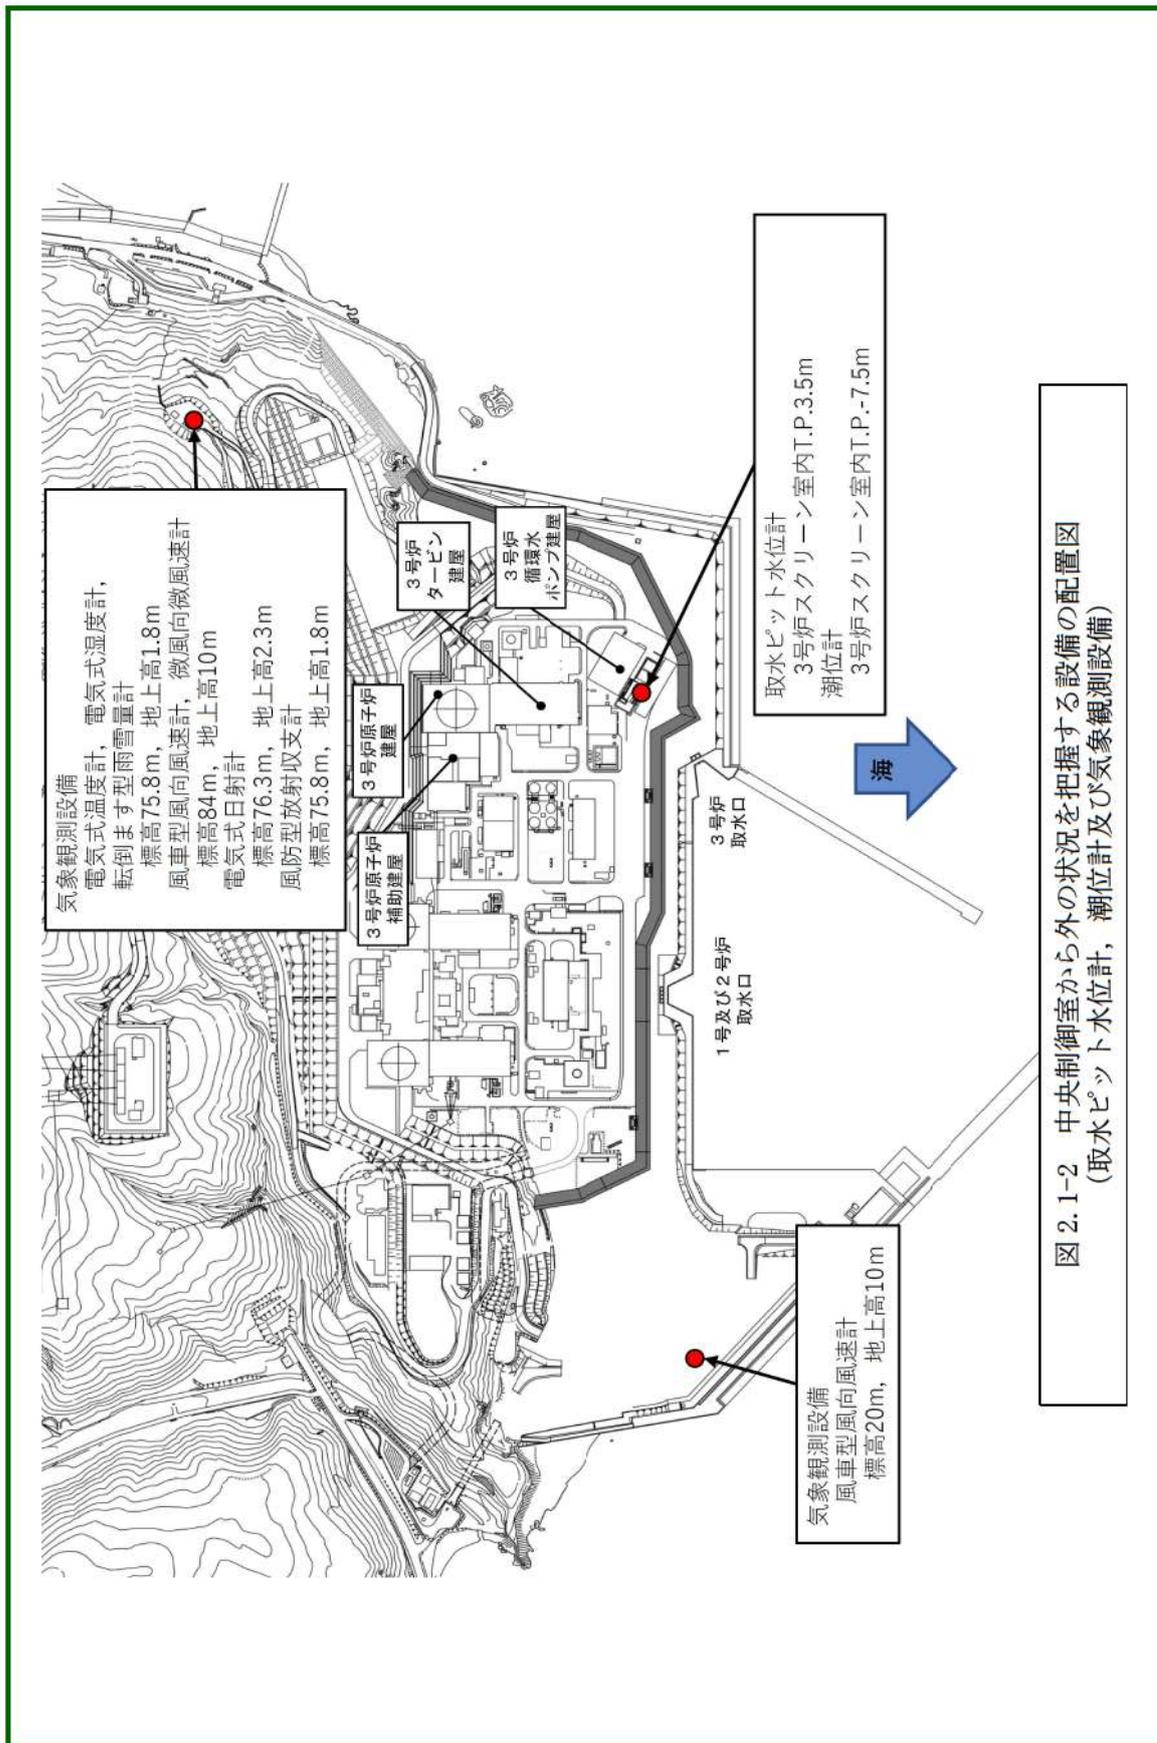 気象観測設備
電気式温度計，電気式湿度計，
転倒ます型雨雪量計
標高75.8m，地上高1.8m
風車型風向風速計，微風向微風速計
標高84m，地上高10m
電気式日射計
標高76.3m，地上高2.3m
風防型放射収支計
標高75.8m，地上高1.8m
3号炉原子炉
補助建屋
3号炉原子炉
建屋
3号炉
タービン
建屋
3号炉
循環水
ポンプ建屋
1号及び2号炉
取水口
3号炉
取水口
気象観測設備
風車型風向風速計
標高20m，地上高10m
海
取水ピット水位計
3号炉スクリーン室内T.P.3.5m
潮位計
3号炉スクリーン室内T.P.-7.5m
図 2.1-2 中央制御室から外の状況を把握する設備の配置図
(取水ピット水位計，潮位計及び気象観測設備)